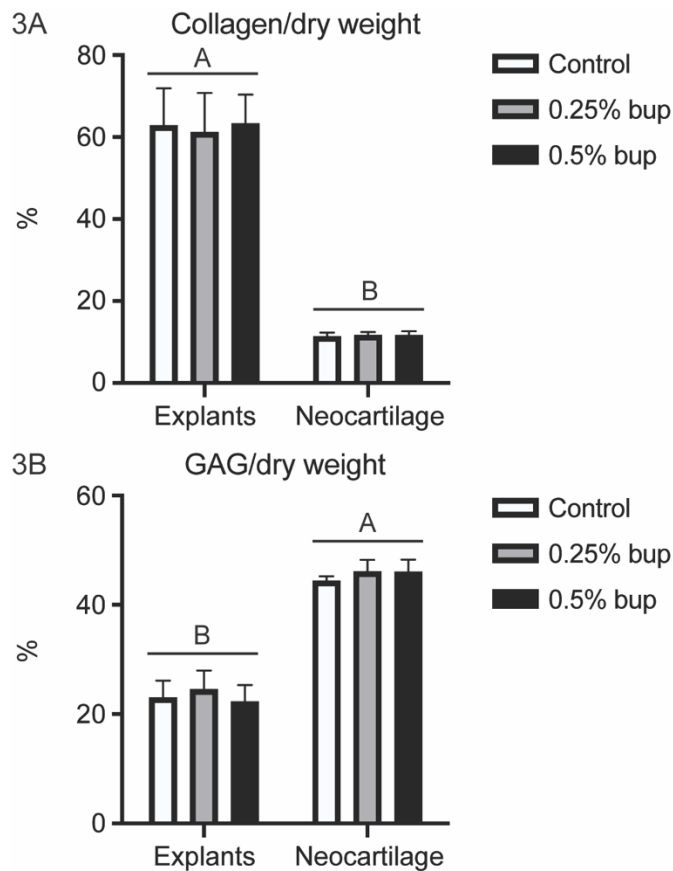 3A
Collagen/dry weight
80
60
40
20
0
%
A
B
Explants
Neocartilage
Control
0.25% bup
0.5% bup
3B
GAG/dry weight
60
40
20
0
%
B
A
Explants
Neocartilage
Control
0.25% bup
0.5% bup